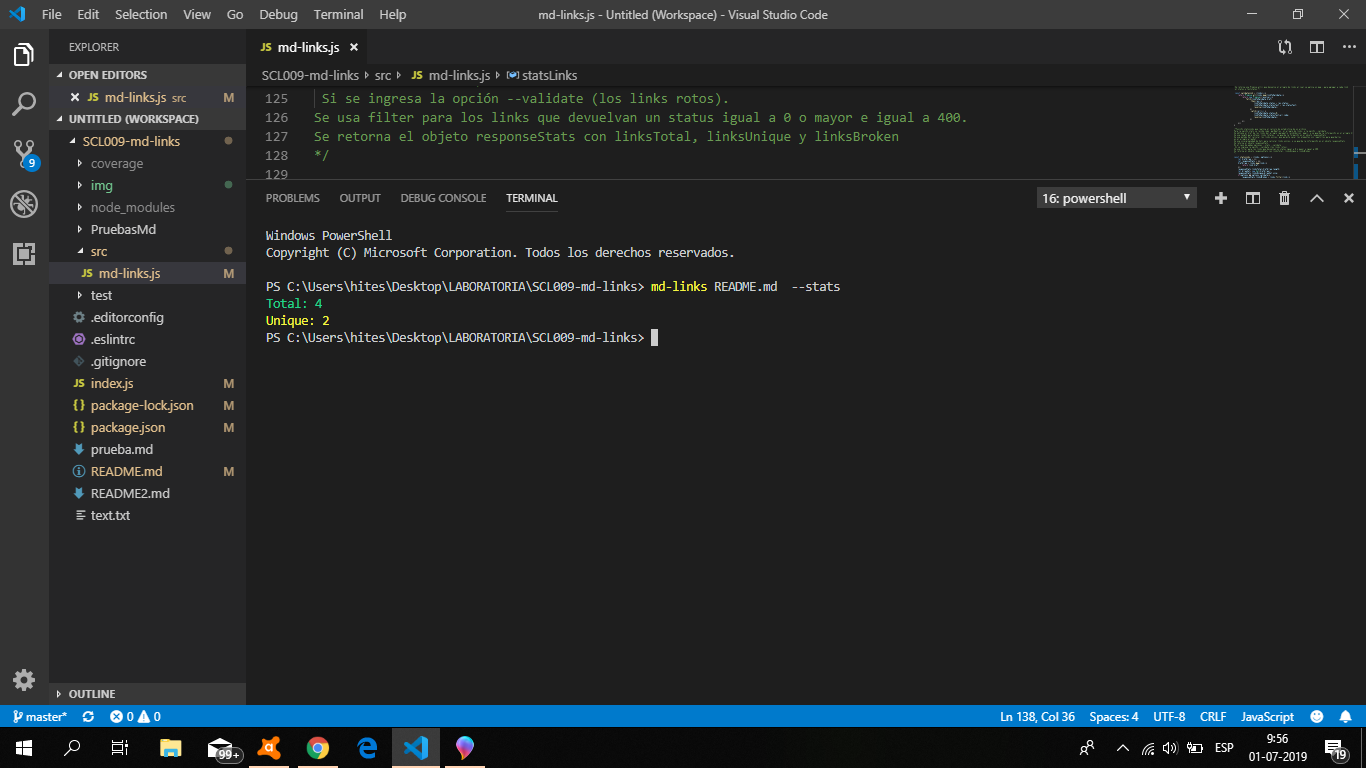 File Edit Selection View Go Debug Terminal Help
md-links.js - Untitled (Workspace) - Visual Studio Code
EXPLORER
OPEN EDITORS
JS md-links.js src M
UNTITLED (WORKSPACE)
SCL009-md-links
coverage
img
node_modules
PruebasMd
src
JS md-links.js M
test
.editorconfig
.eslintrc
.gitignore
JS index.js M
{} package-lock.json M
{} package.json M
prueba.md
README.md M
README2.md
text.txt
OUTLINE
9
JS md-links.js
SCL009-md-links › src › JS md-links.js › statsLinks
125 Si se ingresa la opción --validate (los links rotos).
126 Se usa filter para los links que devuelvan un status igual a 0 o mayor e igual a 400.
127 Se retorna el objeto responseStats con linksTotal, linksUnique y linksBroken
128 */
129
PROBLEMS OUTPUT DEBUG CONSOLE TERMINAL
16: powershell
Windows PowerShell
Copyright (C) Microsoft Corporation. Todos los derechos reservados.
PS C:\Users\hites\Desktop\LABORATORIA\SCL009-md-links> md-links README.md  --stats
Total: 4
Unique: 2
PS C:\Users\hites\Desktop\LABORATORIA\SCL009-md-links>
master* 0 0
Ln 138, Col 36 Spaces: 4 UTF-8 CRLF JavaScript
99+
ESP
9:56
01-07-2019
19